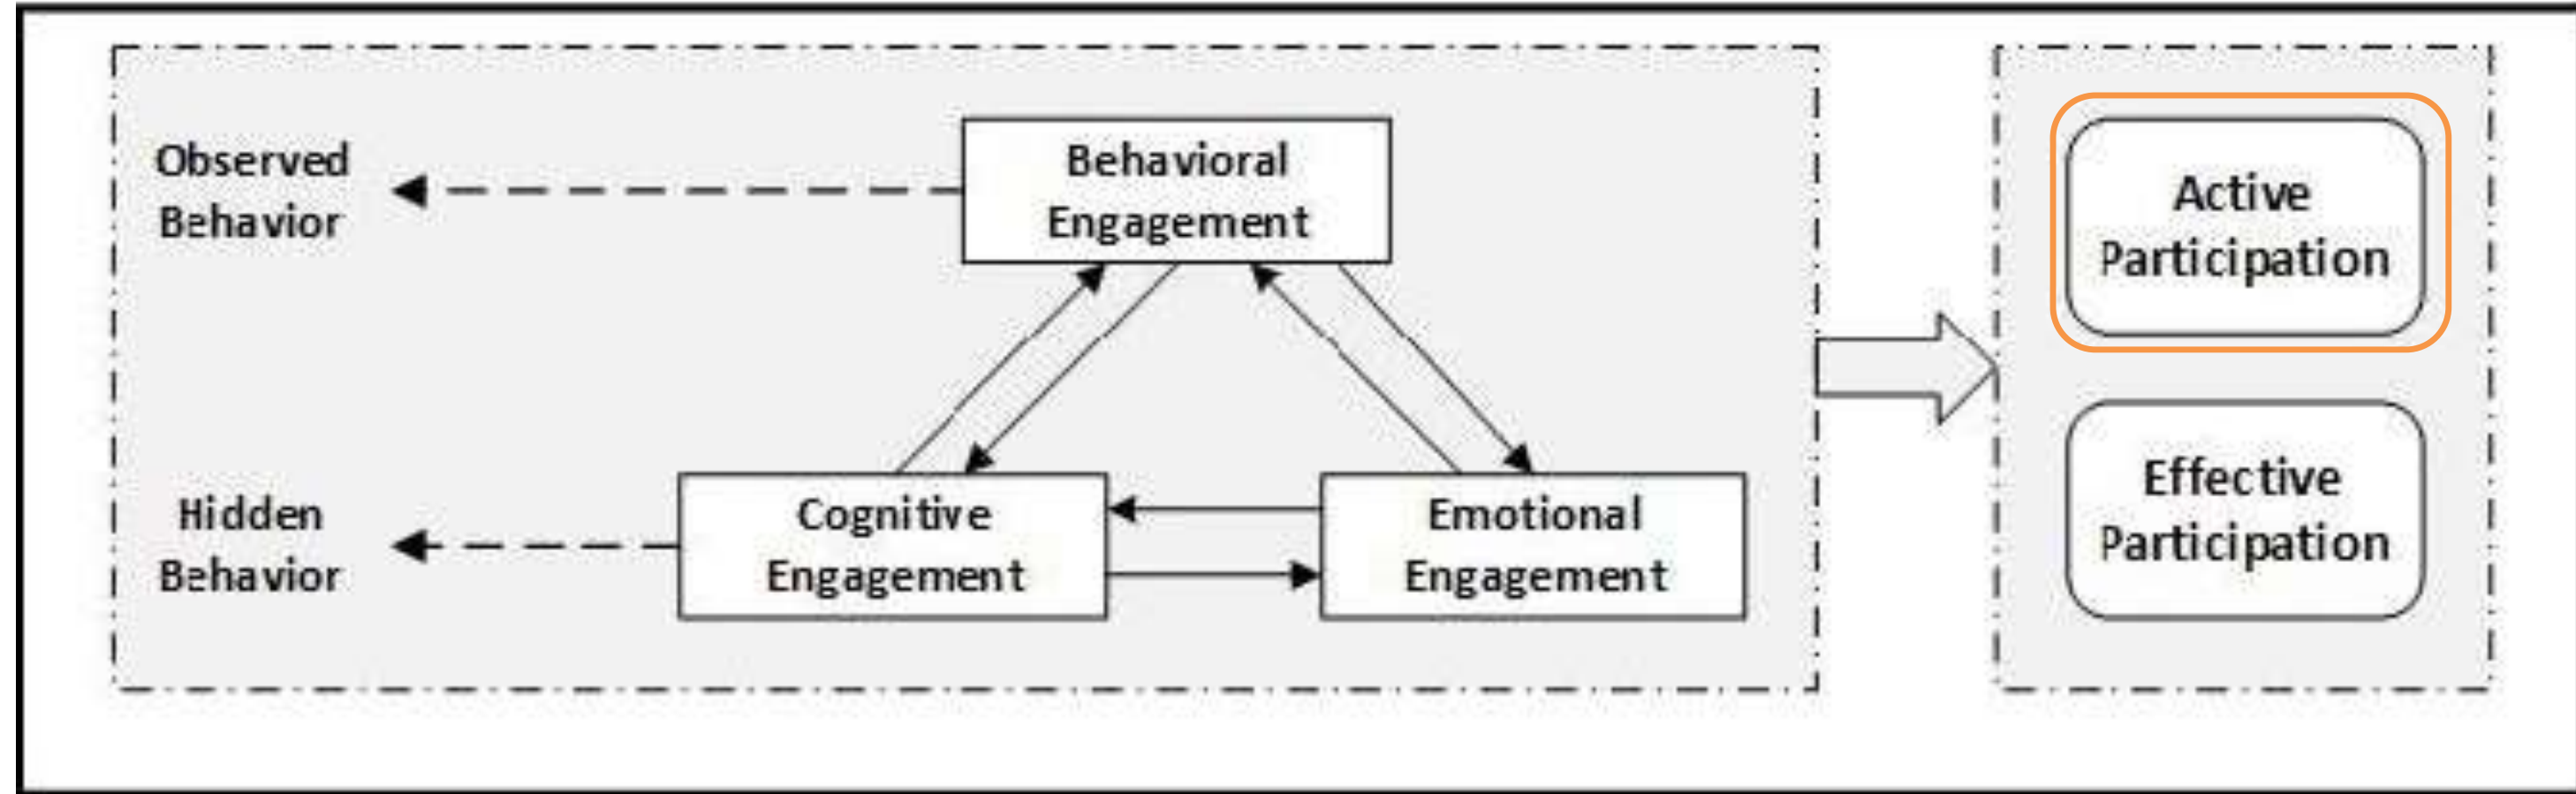 Observed
Behavior
Behavioral
Engagement
Active
Participation
Hidden
Behavior
Cognitive
Engagement
Emotional
Engagement
Effective
Participation